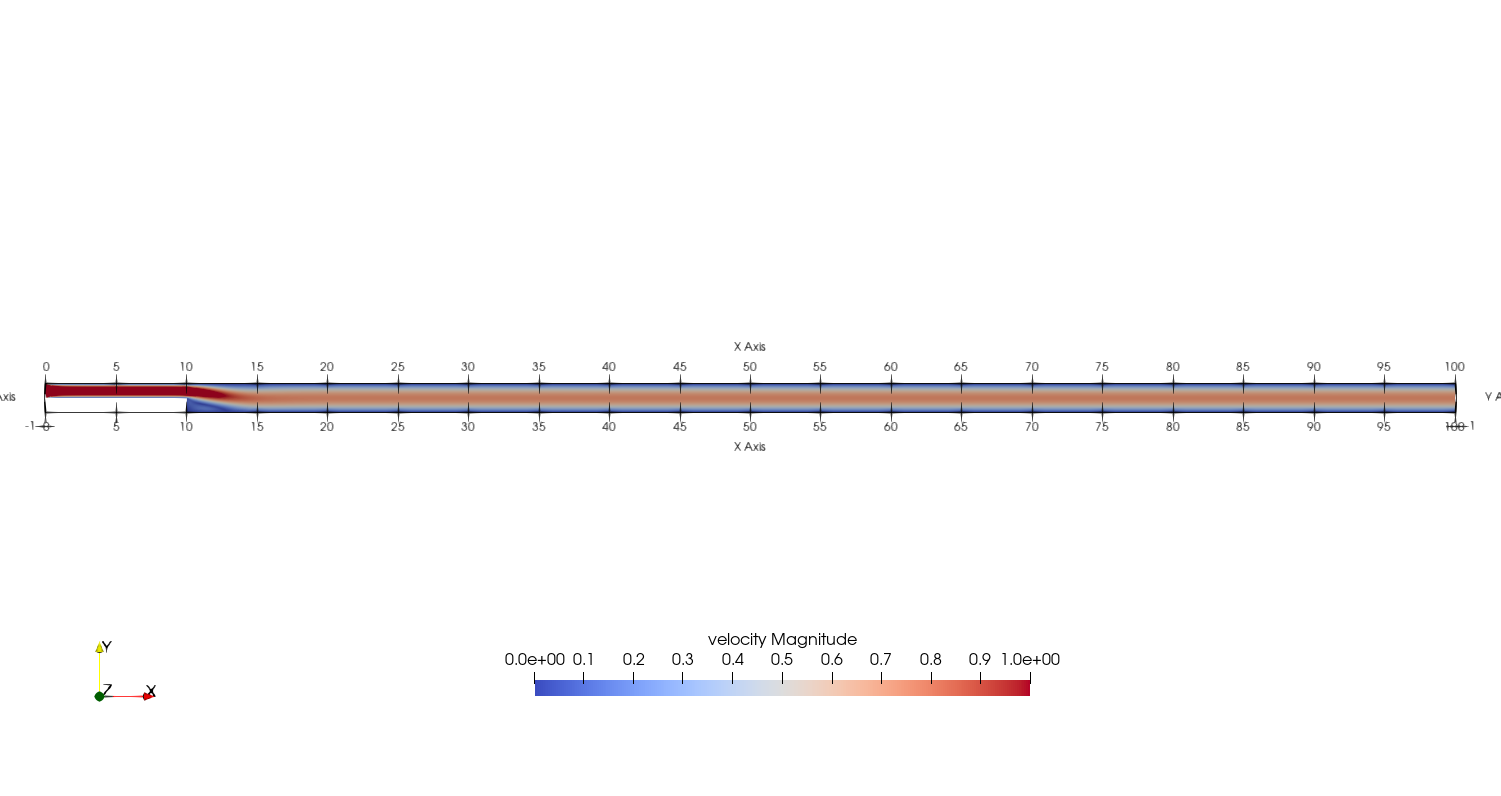 X Axis
0 5 10 15 20 25 30 35 40 45 50 55 60 65 70 75 80 85 90 95 100
xis Y A
-1 0 5 10 15 20 25 30 35 40 45 50 55 60 65 70 75 80 85 90 95 100 -1
X Axis
velocity Magnitude
0.0e+00 0.1 0.2 0.3 0.4 0.5 0.6 0.7 0.8 0.9 1.0e+00
Y
Z X